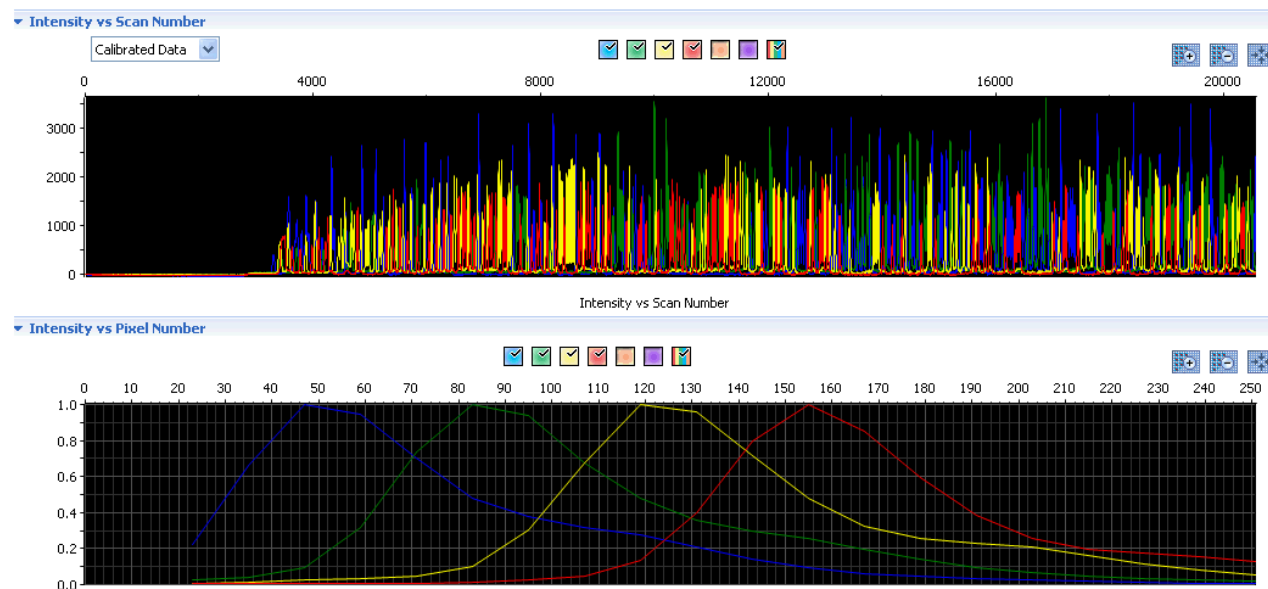 Intensity vs Scan Number
Calibrated Data
0 4000 8000 12000 16000 20000
3000
2000
1000
0
Intensity vs Scan Number
Intensity vs Pixel Number
0 10 20 30 40 50 60 70 80 90 100 110 120 130 140 150 160 170 180 190 200 210 220 230 240 250
1.0
0.8
0.6
0.4
0.2
0.0